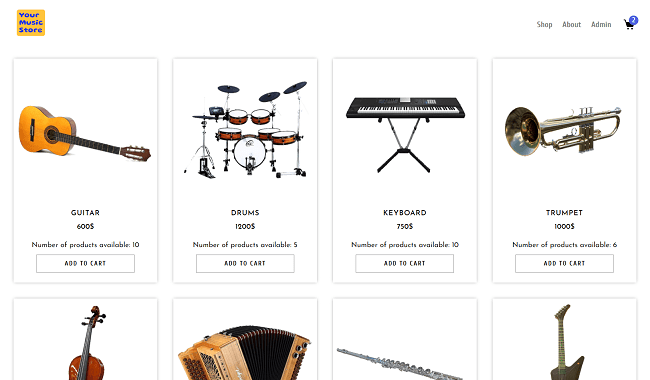 Your
Music
Store
Shop About Admin
2
GUITAR
600$
Number of products available: 10
ADD TO CART
DRUMS
1200$
Number of products available: 5
ADD TO CART
KEYBOARD
750$
Number of products available: 10
ADD TO CART
TRUMPET
1000$
Number of products available: 6
ADD TO CART